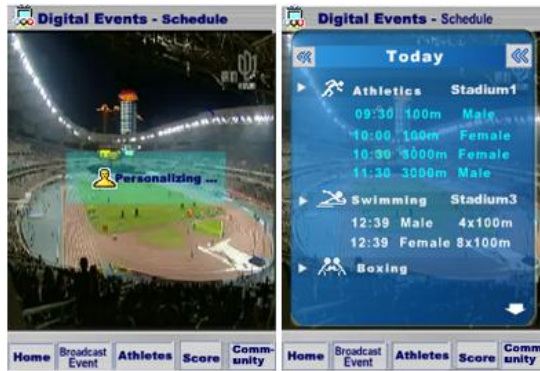 Digital Events - Schedule
Personalizing ...
Home
Broadcast Event
Athletes
Score
Comm-unity
Digital Events - Schedule
Today
Athletics Stadium1
09:30 100m Male
10:00 100m Female
10:30 3000m Female
11:30 3000m Male
Swimming Stadium3
12:39 Male 4x100m
12:39 Female 8x100m
Boxing
Home
Broadcast Event
Athletes
Score
Comm-unity